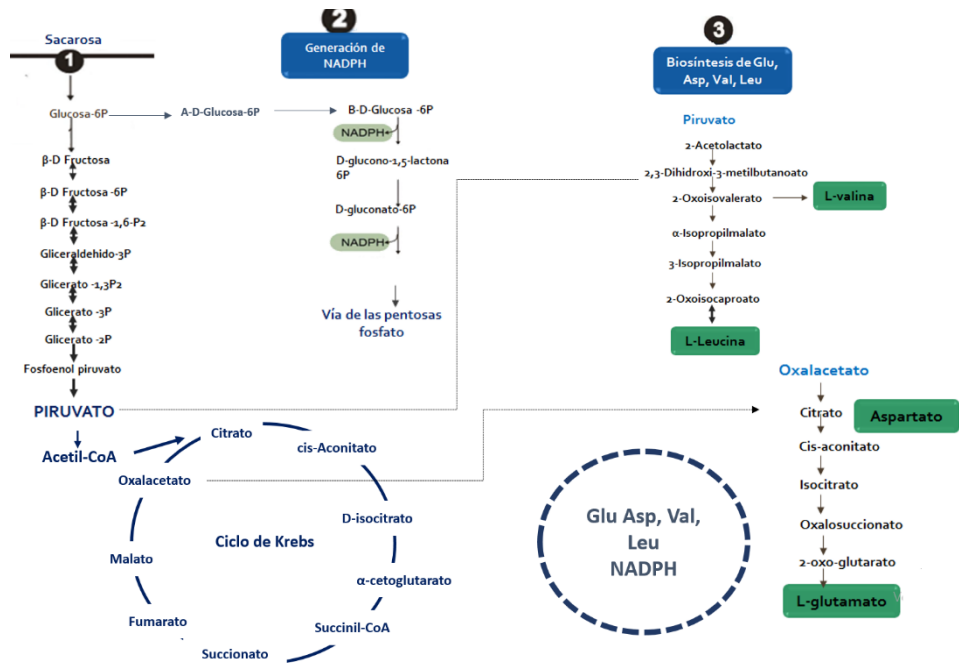 Sacarosa
1
Glucosa-6P
A-D-Glucosa-6P
β-D Fructosa
β-D Fructosa -6P
β-D Fructosa -1,6-P2
Gliceraldehido-3P
Glicerato -1,3P2
Glicerato -3P
Glicerato -2P
Fosfoenol piruvato
PIRUVATO
Acetil-CoA
2
Generación de
NADPH
B-D-Glucosa -6P
NADPH
D-glucono-1,5-lactona
6P
D-gluconato-6P
NADPH
Vía de las pentosas
fosfato
3
Biosíntesis de Glu,
Asp, Val, Leu
Piruvato
2-Acetolactato
2,3-Dihidroxi-3-metilbutanoato
2-Oxoisovalerato
L-valina
α-Isopropilmalato
3-Isopropilmalato
2-Oxoisocaproato
L-Leucina
Oxalacetato
Citrato
Aspartato
Cis-aconitato
Isocitrato
Oxalosuccionato
2-oxo-glutarato
L-glutamato
Citrato
cis-Aconitato
Oxalacetato
D-isocitrato
Ciclo de Krebs
Malato
α-cetoglutarato
Fumarato
Succinil-CoA
Succionato
Glu Asp, Val,
Leu
NADPH